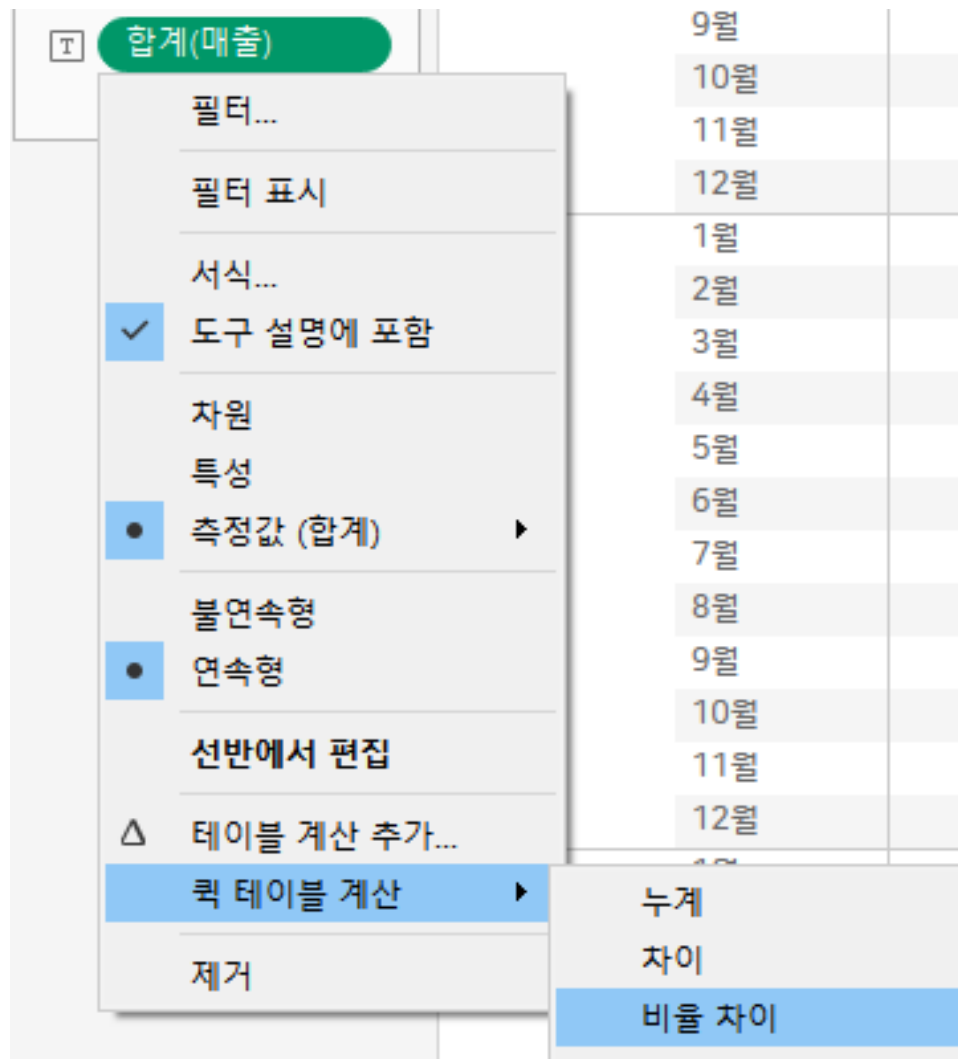 T 합계(매출)
필터...
필터 표시
서식...
도구 설명에 포함
차원
특성
측정값 (합계)
불연속형
연속형
선반에서 편집
테이블 계산 추가...
퀵 테이블 계산
제거
누계
차이
비율 차이
9월
10월
11월
12월
1월
2월
3월
4월
5월
6월
7월
8월
9월
10월
11월
12월